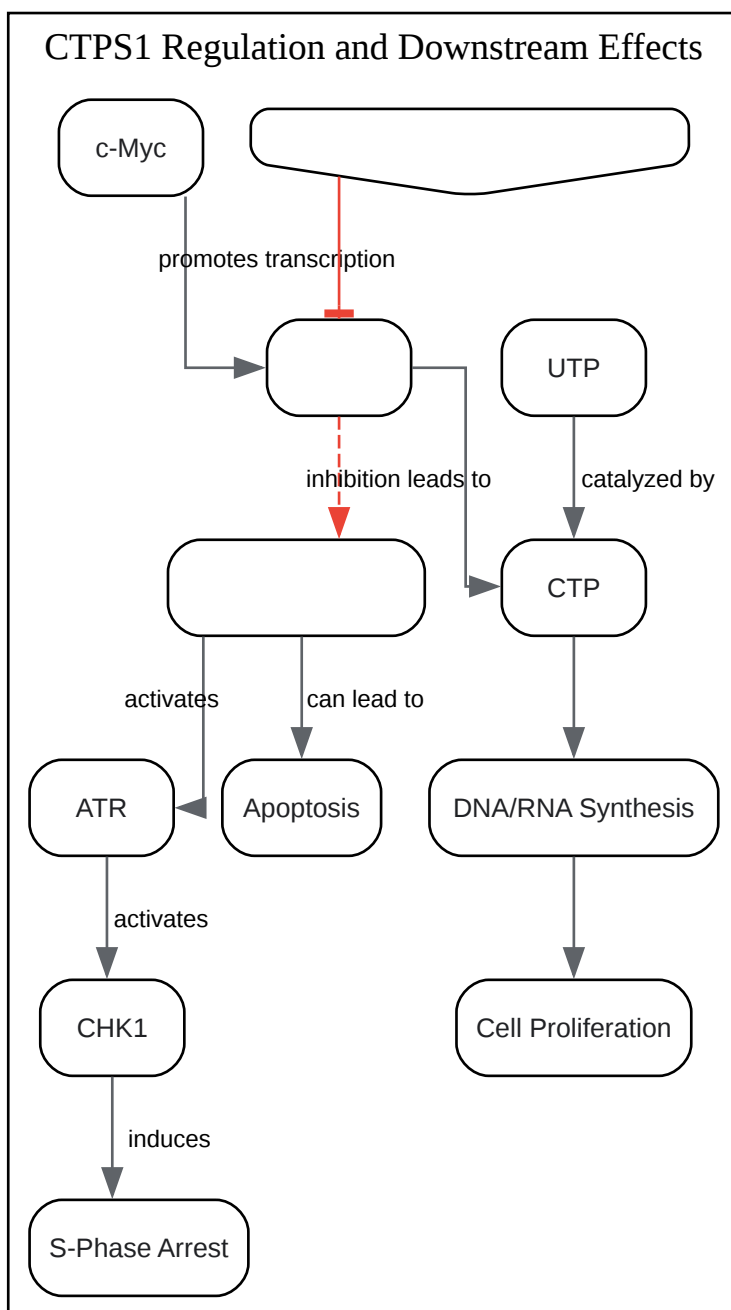 CTPS1 Regulation and Downstream Effects
c-Myc
promotes transcription
UTP
inhibition leads to
catalyzed by
CTP
activates
can lead to
ATR
Apoptosis
DNA/RNA Synthesis
activates
CHK1
Cell Proliferation
induces
S-Phase Arrest